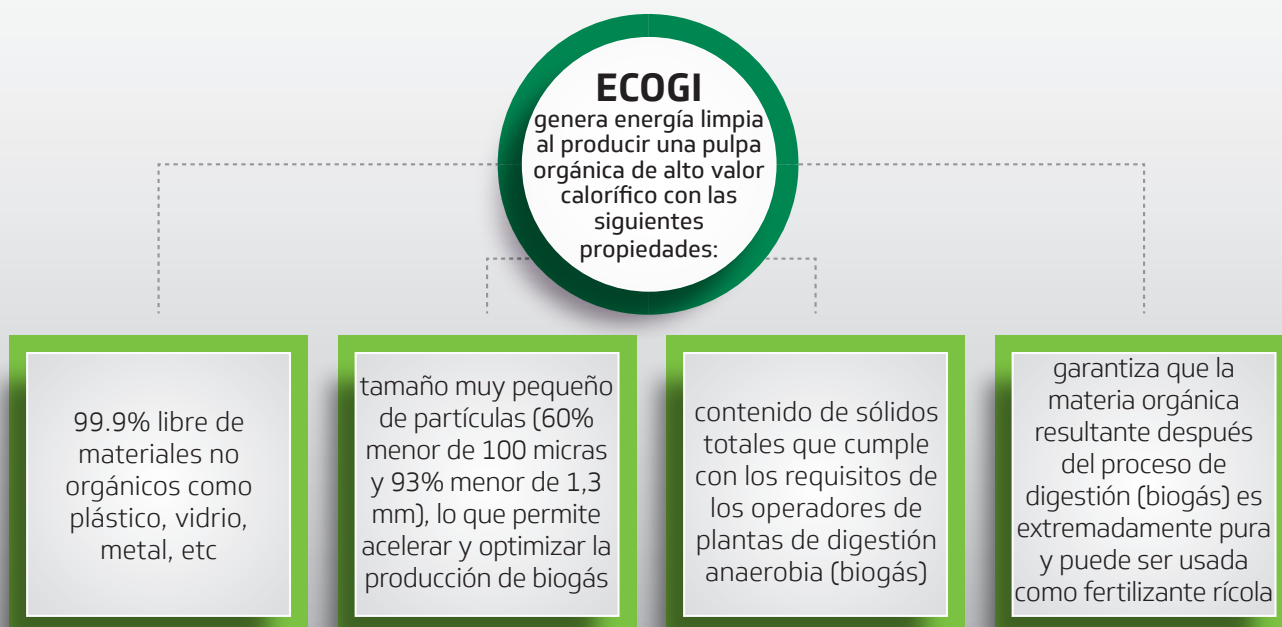 ECOGI
genera energía limpia
al producir una pulpa
orgánica de alto valor
calorífico con las
siguientes
propiedades:
99.9% libre de
materiales no
orgánicos como
plástico, vidrio,
metal, etc
tamaño muy pequeño
de partículas (60%
menor de 100 micras
y 93% menor de 1,3
mm), lo que permite
acelerar y optimizar la
producción de biogás
contenido de sólidos
totales que cumple
con los requisitos de
los operadores de
plantas de digestión
anaerobia (biogás)
garantiza que la
materia orgánica
resultante después
del proceso de
digestión (biogás) es
extremadamente pura
y puede ser usada
como fertilizante rícola